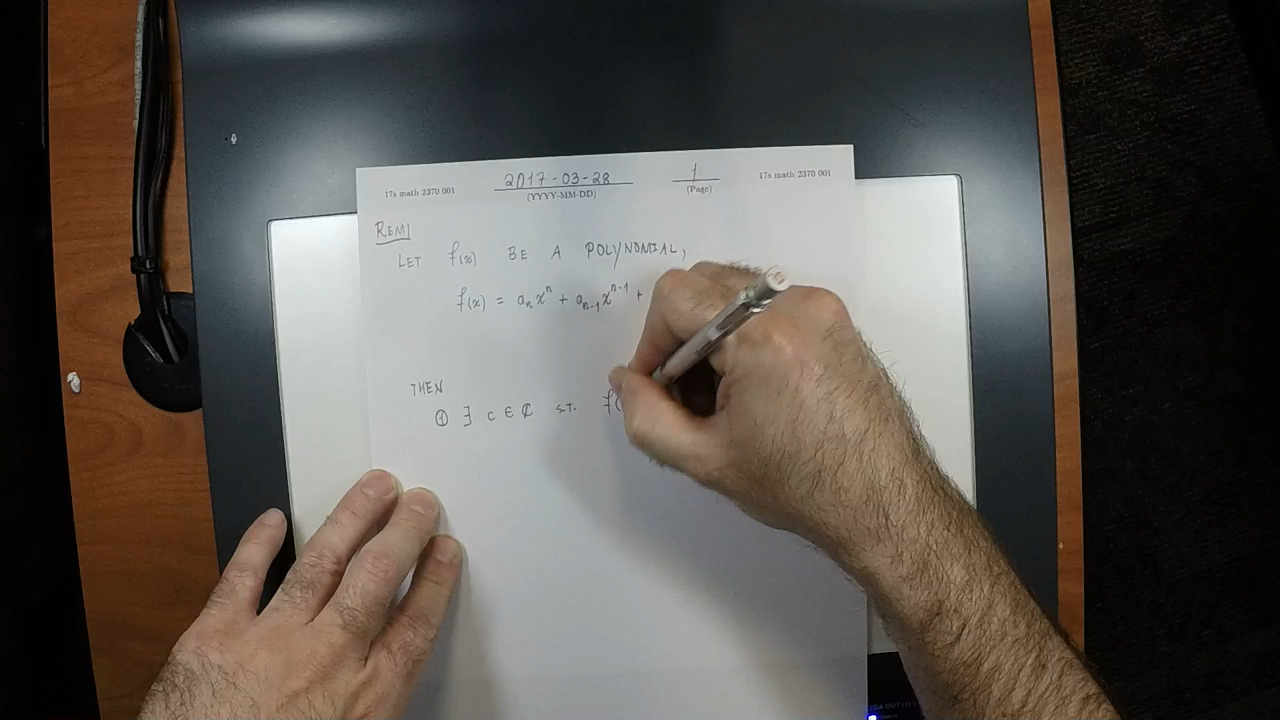 17s math 2370 001 2017-03-28 1 17s math 2370 001
(YYYY-MM-DD) (Page)
REM
LET f(x) BE A POLYNOMIAL,
f(x) = aₙxⁿ + aₙ₋₁xⁿ⁻¹ +
THEN
① ∃ c ∈ ℂ s.t. f(